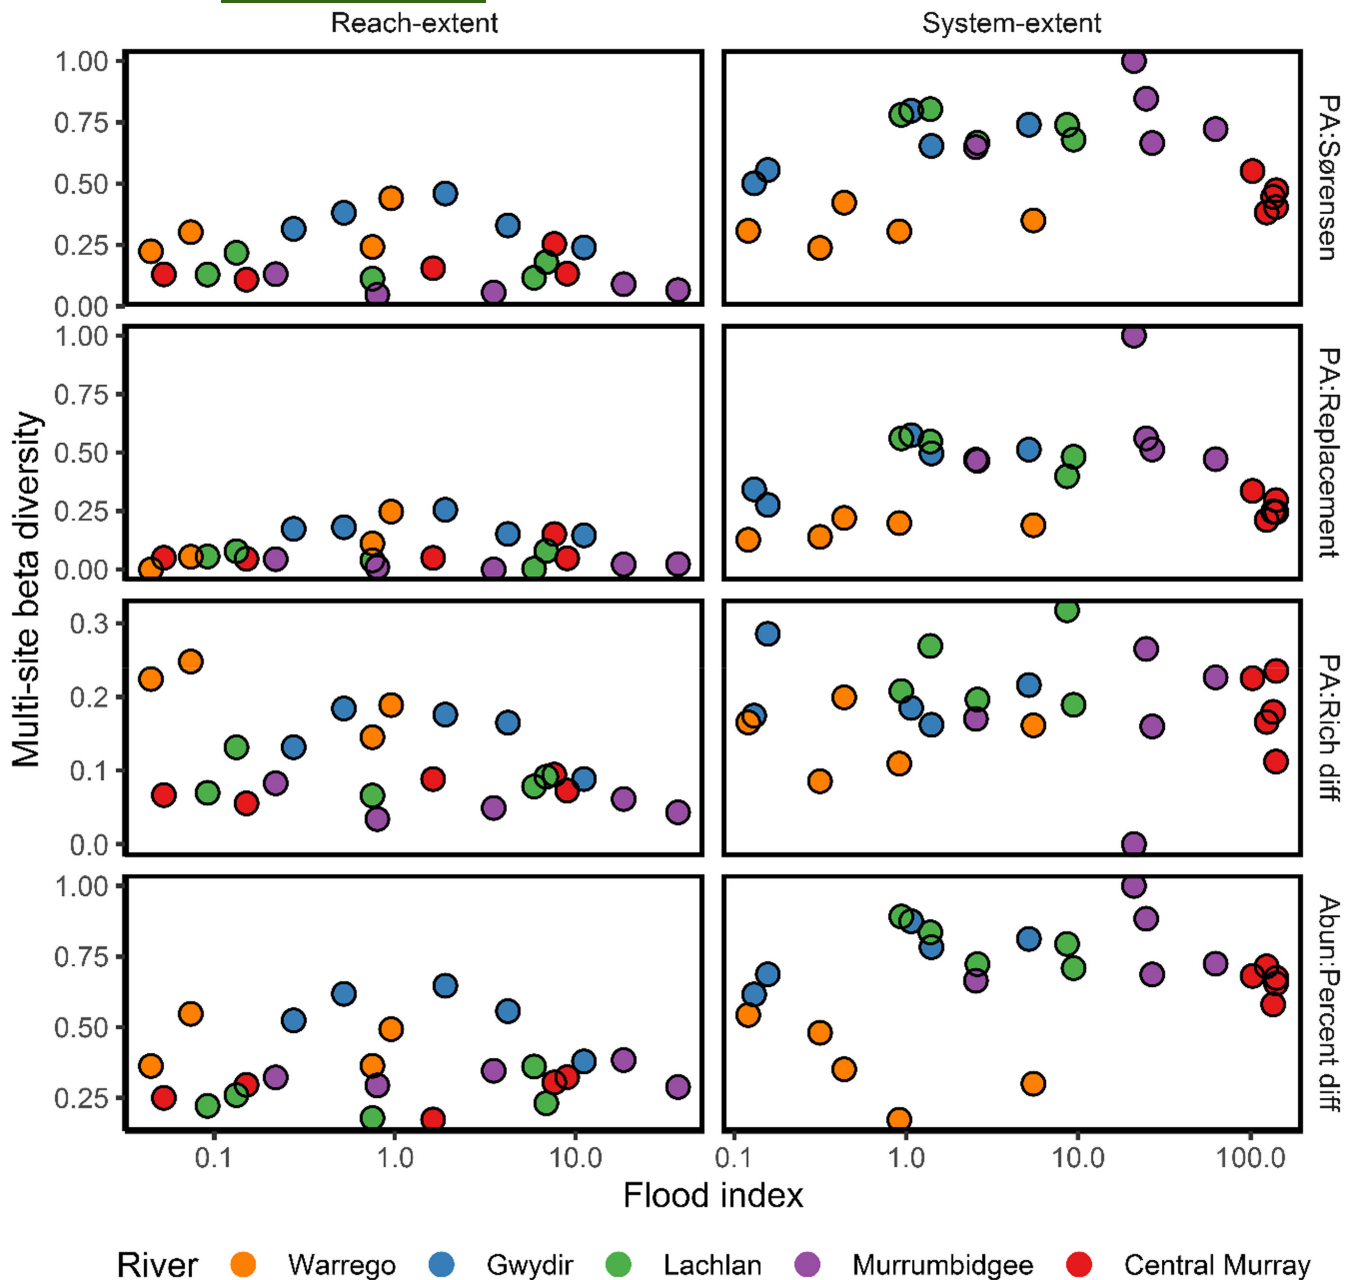 Reach-extent System-extent
1.00
0.75
0.50
0.25
0.00
PA:Sørensen
1.00
0.75
0.50
0.25
0.00
PA:Replacement
0.3
0.2
0.1
0.0
PA:Rich diff
1.00
0.75
0.50
0.25
Abun:Percent diff
Multi-site beta diversity
0.1 1.0 10.0 0.1 1.0 10.0 100.0
Flood index
River Warrego Gwydir Lachlan Murrumbidgee Central Murray